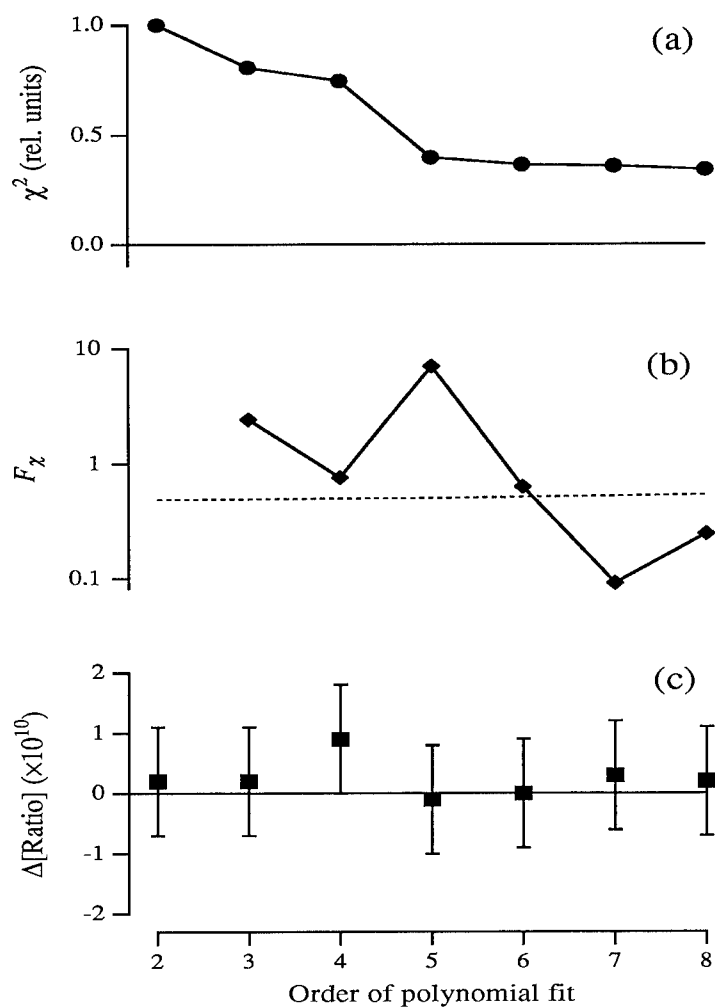 (a)
χ² (rel. units)
1.0
0.5
0.0
(b)
F_χ
10
1
0.1
(c)
Δ[Ratio] (×10¹⁰)
2
1
0
-1
-2
2 3 4 5 6 7 8
Order of polynomial fit